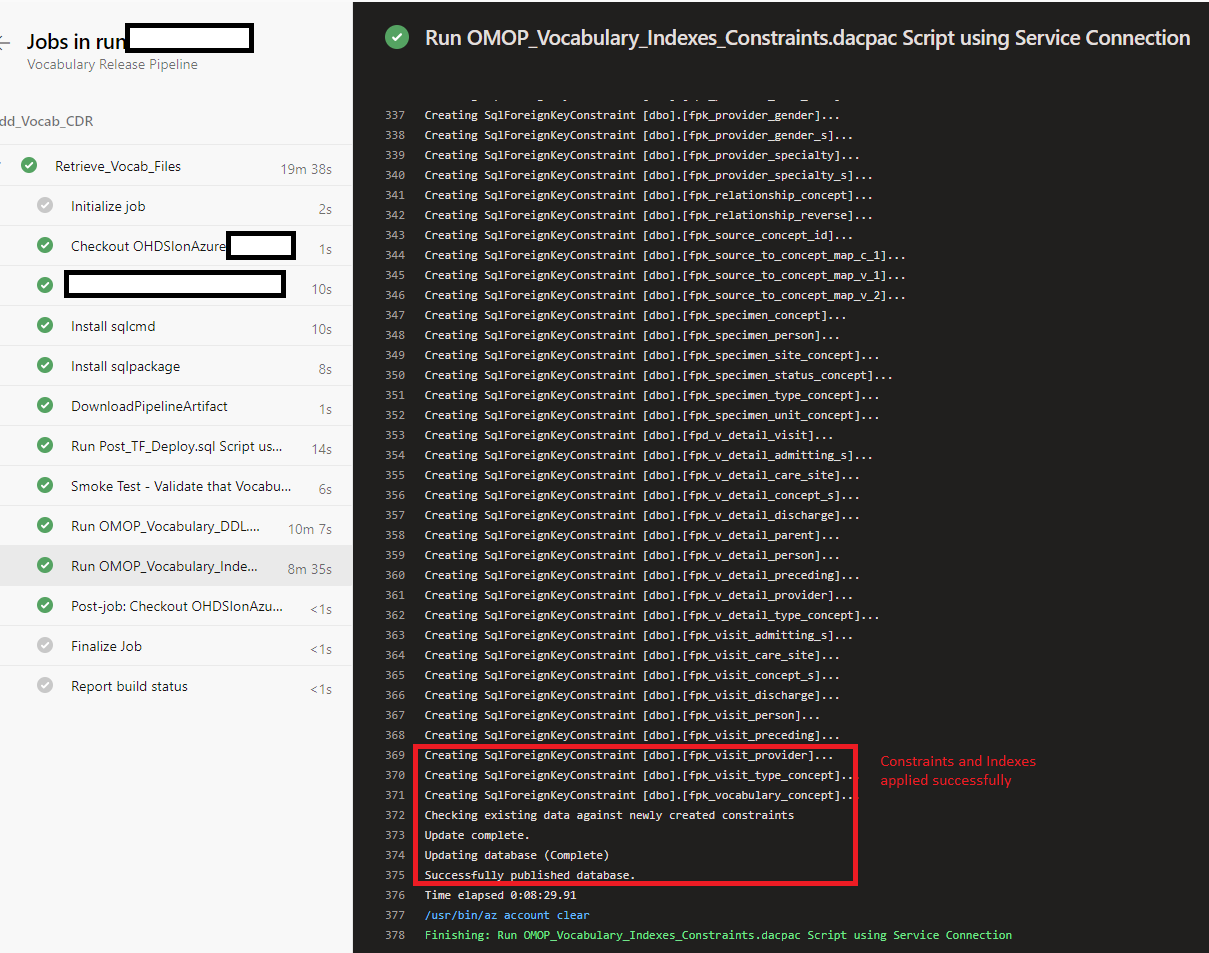 Jobs in run
Vocabulary Release Pipeline
dd_Vocab_CDR
Retrieve_Vocab_Files 19m 38s
Initialize job 2s
Checkout OHDSIonAzure 1s
10s
Install sqlcmd 10s
Install sqlpackage 8s
DownloadPipelineArtifact 1s
Run Post_TF_Deploy.sql Script us... 14s
Smoke Test - Validate that Vocabu... 6s
Run OMOP_Vocabulary_DDL.... 10m 7s
Run OMOP_Vocabulary_Inde... 8m 35s
Post-job: Checkout OHDSIonAzu... <1s
Finalize Job <1s
Report build status <1s
Run OMOP_Vocabulary_Indexes_Constraints.dacpac Script using Service Connection
337 Creating SqlForeignKeyConstraint [dbo].[fpk_provider_gender]...
338 Creating SqlForeignKeyConstraint [dbo].[fpk_provider_gender_s]...
339 Creating SqlForeignKeyConstraint [dbo].[fpk_provider_specialty]...
340 Creating SqlForeignKeyConstraint [dbo].[fpk_provider_specialty_s]...
341 Creating SqlForeignKeyConstraint [dbo].[fpk_relationship_concept]...
342 Creating SqlForeignKeyConstraint [dbo].[fpk_relationship_reverse]...
343 Creating SqlForeignKeyConstraint [dbo].[fpk_source_concept_id]...
344 Creating SqlForeignKeyConstraint [dbo].[fpk_source_to_concept_map_c_1]...
345 Creating SqlForeignKeyConstraint [dbo].[fpk_source_to_concept_map_v_1]...
346 Creating SqlForeignKeyConstraint [dbo].[fpk_source_to_concept_map_v_2]...
347 Creating SqlForeignKeyConstraint [dbo].[fpk_specimen_concept]...
348 Creating SqlForeignKeyConstraint [dbo].[fpk_specimen_person]...
349 Creating SqlForeignKeyConstraint [dbo].[fpk_specimen_site_concept]...
350 Creating SqlForeignKeyConstraint [dbo].[fpk_specimen_status_concept]...
351 Creating SqlForeignKeyConstraint [dbo].[fpk_specimen_type_concept]...
352 Creating SqlForeignKeyConstraint [dbo].[fpk_specimen_unit_concept]...
353 Creating SqlForeignKeyConstraint [dbo].[fpd_v_detail_visit]...
354 Creating SqlForeignKeyConstraint [dbo].[fpk_v_detail_admitting_s]...
355 Creating SqlForeignKeyConstraint [dbo].[fpk_v_detail_care_site]...
356 Creating SqlForeignKeyConstraint [dbo].[fpk_v_detail_concept_s]...
357 Creating SqlForeignKeyConstraint [dbo].[fpk_v_detail_discharge]...
358 Creating SqlForeignKeyConstraint [dbo].[fpk_v_detail_parent]...
359 Creating SqlForeignKeyConstraint [dbo].[fpk_v_detail_person]...
360 Creating SqlForeignKeyConstraint [dbo].[fpk_v_detail_preceding]...
361 Creating SqlForeignKeyConstraint [dbo].[fpk_v_detail_provider]...
362 Creating SqlForeignKeyConstraint [dbo].[fpk_v_detail_type_concept]...
363 Creating SqlForeignKeyConstraint [dbo].[fpk_visit_admitting_s]...
364 Creating SqlForeignKeyConstraint [dbo].[fpk_visit_care_site]...
365 Creating SqlForeignKeyConstraint [dbo].[fpk_visit_concept_s]...
366 Creating SqlForeignKeyConstraint [dbo].[fpk_visit_discharge]...
367 Creating SqlForeignKeyConstraint [dbo].[fpk_visit_person]...
368 Creating SqlForeignKeyConstraint [dbo].[fpk_visit_preceding]...
369 Creating SqlForeignKeyConstraint [dbo].[fpk_visit_provider]...
370 Creating SqlForeignKeyConstraint [dbo].[fpk_visit_type_concept]...
371 Creating SqlForeignKeyConstraint [dbo].[fpk_vocabulary_concept]...
372 Checking existing data against newly created constraints
373 Update complete.
374 Updating database (Complete)
375 Successfully published database.
376 Time elapsed 0:08:29.91
377 /usr/bin/az account clear
378 Finishing: Run OMOP_Vocabulary_Indexes_Constraints.dacpac Script using Service Connection
Constraints and Indexes
applied successfully